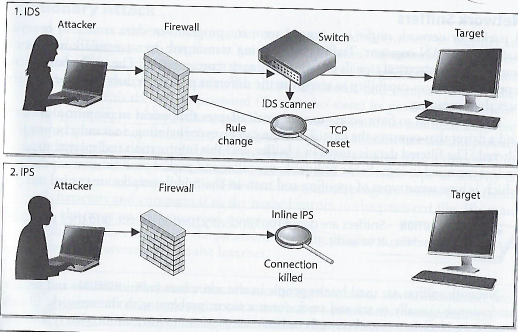 1. IDS
Attacker
Firewall
Switch
Target
IDS scanner
Rule
change
TCP
reset
2. IPS
Attacker
Firewall
Inline IPS
Target
Connection
killed